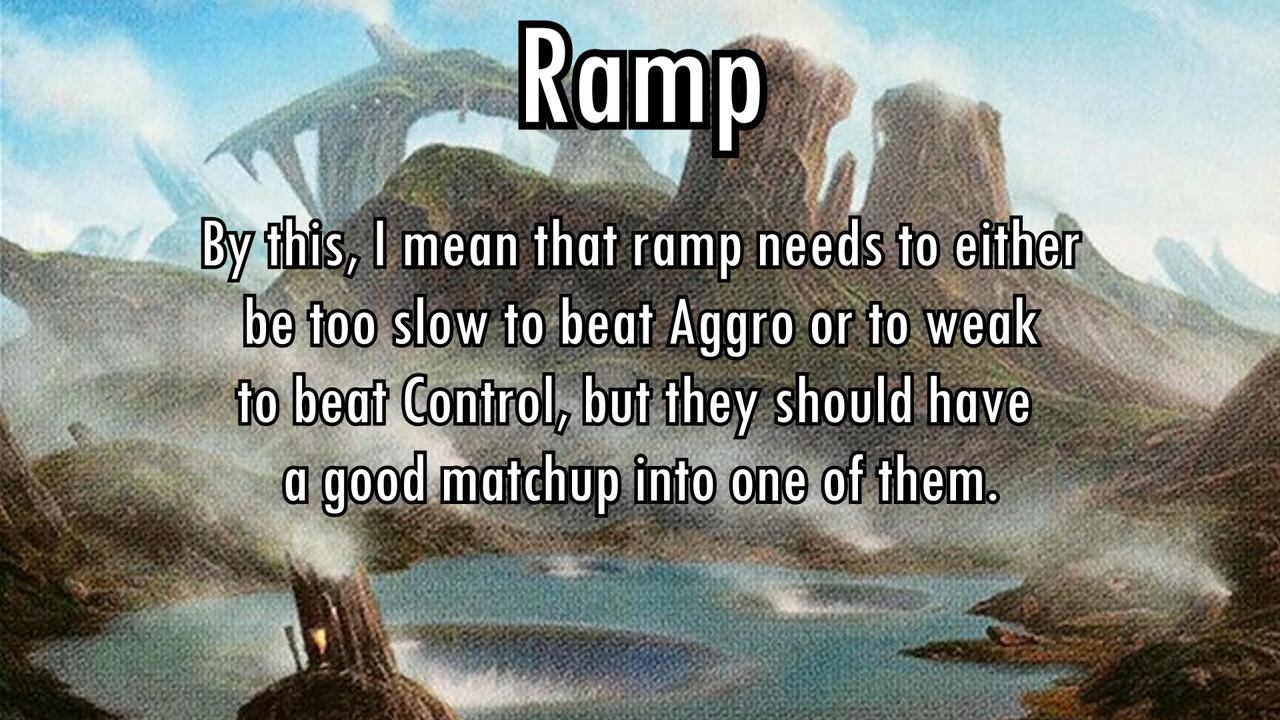 Ramp
By this, I mean that ramp needs to either
be too slow to beat Aggro or to weak
to beat Control, but they should have
a good matchup into one of them.